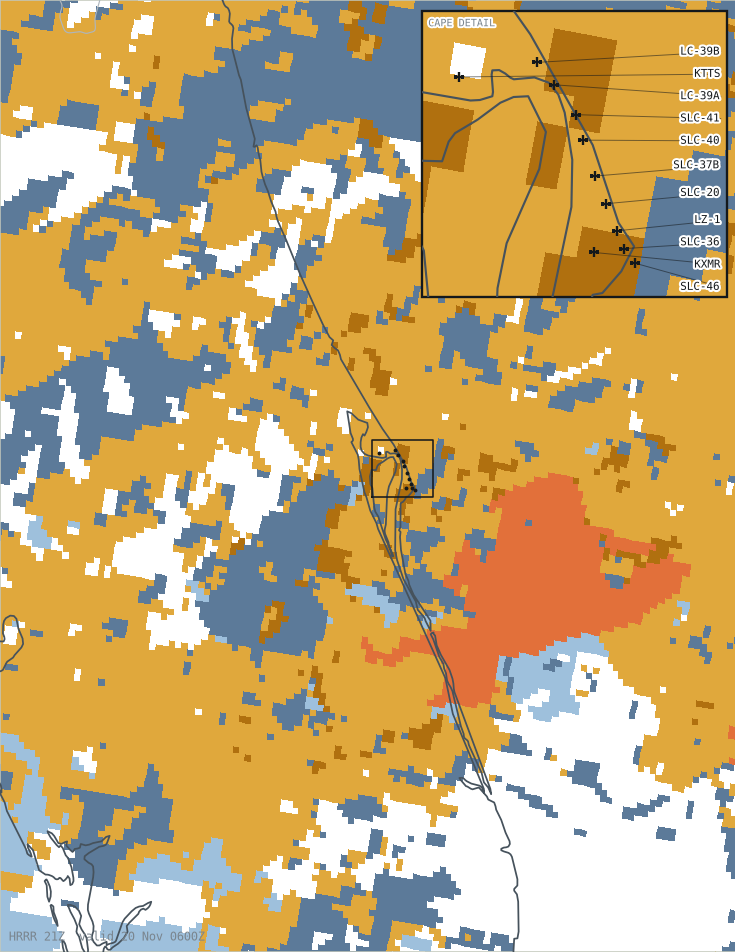 CAPE DETAIL
LC-39B
KTTS
LC-39A
SLC-41
SLC-40
SLC-37B
SLC-20
LZ-1
SLC-36
KXMR
SLC-46
HRRR 21Z valid 20 Nov 0600Z